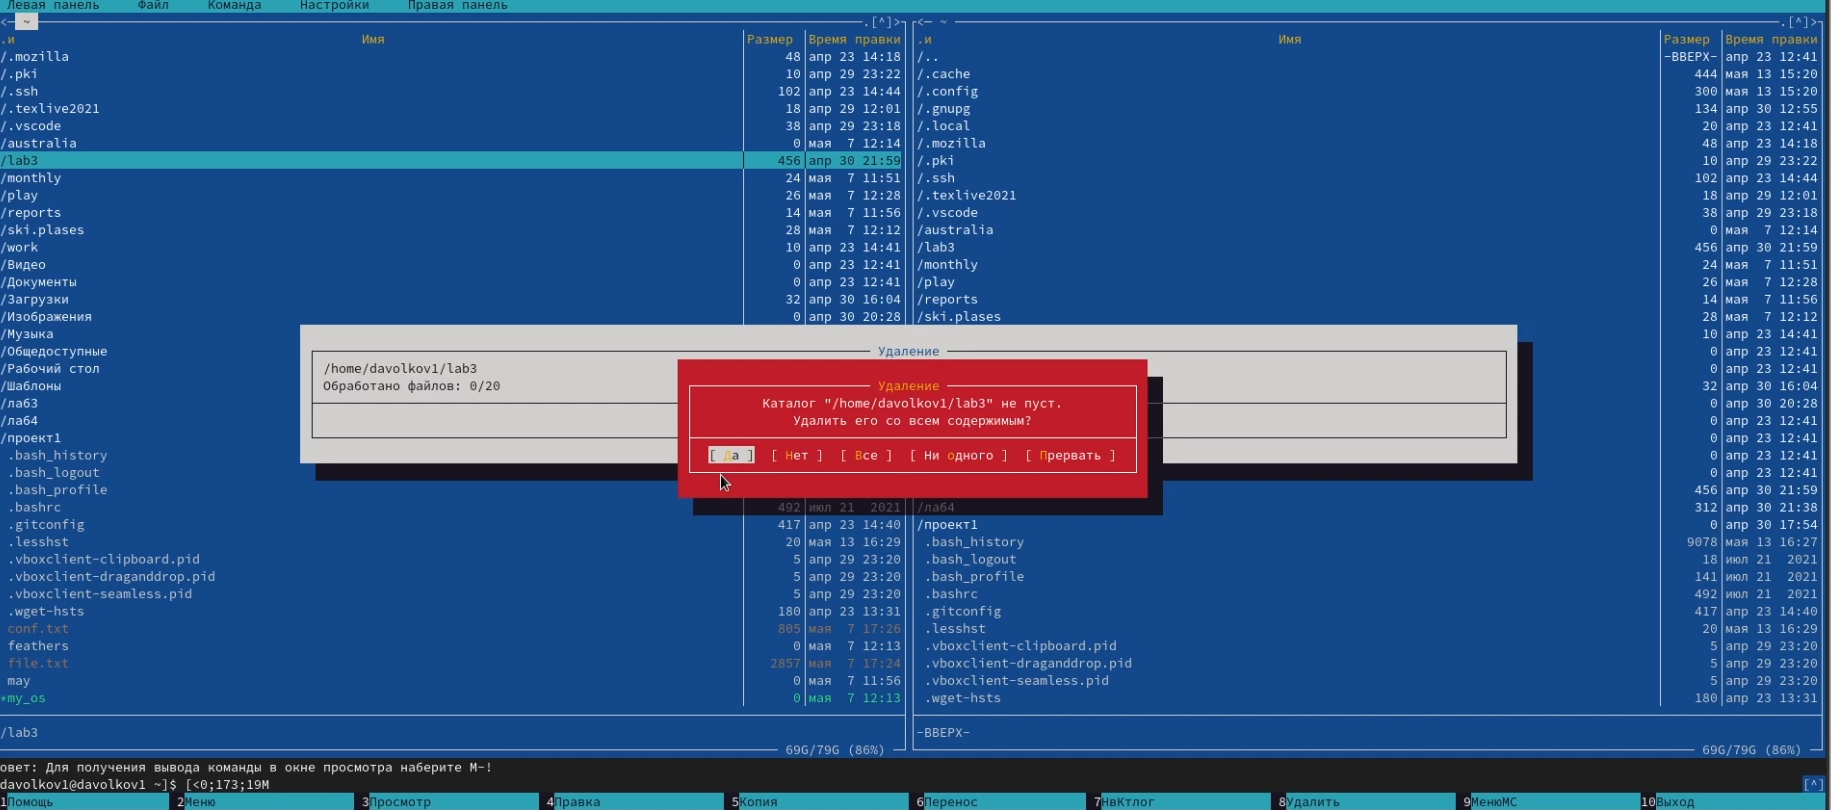 Левая панель Файл Команда Настройки Правая панель
<─ ~ .[^]> <─ ~ .[^]>
.и Имя Размер Время правки .и Имя Размер Время правки
/.mozilla 48 апр 23 14:18 /.. -ВВЕРХ- апр 23 12:41
/.pki 10 апр 29 23:22 /.cache 444 мая 13 15:20
/.ssh 102 апр 23 14:44 /.config 300 мая 13 15:20
/.texlive2021 18 апр 29 12:01 /.gnupg 134 апр 30 12:55
/.vscode 38 апр 29 23:18 /.local 20 апр 23 12:41
/australia 0 мая 7 12:14 /.mozilla 48 апр 23 14:18
/lab3 456 апр 30 21:59 /.pki 10 апр 29 23:22
/monthly 24 мая 7 11:51 /.ssh 102 апр 23 14:44
/play 26 мая 7 12:28 /.texlive2021 18 апр 29 12:01
/reports 14 мая 7 11:56 /.vscode 38 апр 29 23:18
/ski.plases 28 мая 7 12:12 /australia 0 мая 7 12:14
/work 10 апр 23 14:41 /lab3 456 апр 30 21:59
/Видео 0 апр 23 12:41 /monthly 24 мая 7 11:51
/Документы 0 апр 23 12:41 /play 26 мая 7 12:28
/Загрузки 32 апр 30 16:04 /reports 14 мая 7 11:56
/Изображения 0 апр 30 20:28 /ski.plases 28 мая 7 12:12
/Музыка 10 апр 23 14:41
/Общедоступные Удаление 0 апр 23 12:41
/Рабочий стол /home/davolkov1/lab3 0 апр 23 12:41
/Шаблоны Обработано файлов: 0/20 Удаление 32 апр 30 16:04
/лаб3 Каталог "/home/davolkov1/lab3" не пуст. 0 апр 30 20:28
/лаб4 Удалить его со всем содержимым? 0 апр 23 12:41
/проект1 0 апр 23 12:41
.bash_history [ Да ] [ Нет ] [ Все ] [ Ни одного ] [ Прервать ] 0 апр 23 12:41
.bash_logout 0 апр 23 12:41
.bash_profile 456 апр 30 21:59
.bashrc 492 июл 21 2021 /лаб4 312 апр 30 21:38
.gitconfig 417 апр 23 14:40 /проект1 0 апр 30 17:54
.lesshst 20 мая 13 16:29 .bash_history 9078 мая 13 16:27
.vboxclient-clipboard.pid 5 апр 29 23:20 .bash_logout 18 июл 21 2021
.vboxclient-draganddrop.pid 5 апр 29 23:20 .bash_profile 141 июл 21 2021
.vboxclient-seamless.pid 5 апр 29 23:20 .bashrc 492 июл 21 2021
.wget-hsts 180 апр 23 13:31 .gitconfig 417 апр 23 14:40
conf.txt 805 мая 7 17:26 .lesshst 20 мая 13 16:29
feathers 0 мая 7 12:13 .vboxclient-clipboard.pid 5 апр 29 23:20
file.txt 2857 мая 7 17:24 .vboxclient-draganddrop.pid 5 апр 29 23:20
may 0 мая 7 11:56 .vboxclient-seamless.pid 5 апр 29 23:20
*my_os 0 мая 7 12:13 .wget-hsts 180 апр 23 13:31
/lab3 -ВВЕРХ-
69G/79G (86%) 69G/79G (86%)
овет: Для получения вывода команды в окне просмотра наберите M-!
davolkov1@davolkov1 ~]$ [<0;173;19M [^]
1Помощь 2Меню 3Просмотр 4Правка 5Копия 6Перенос 7НвКтлог 8Удалить 9МенюMC 10Выход